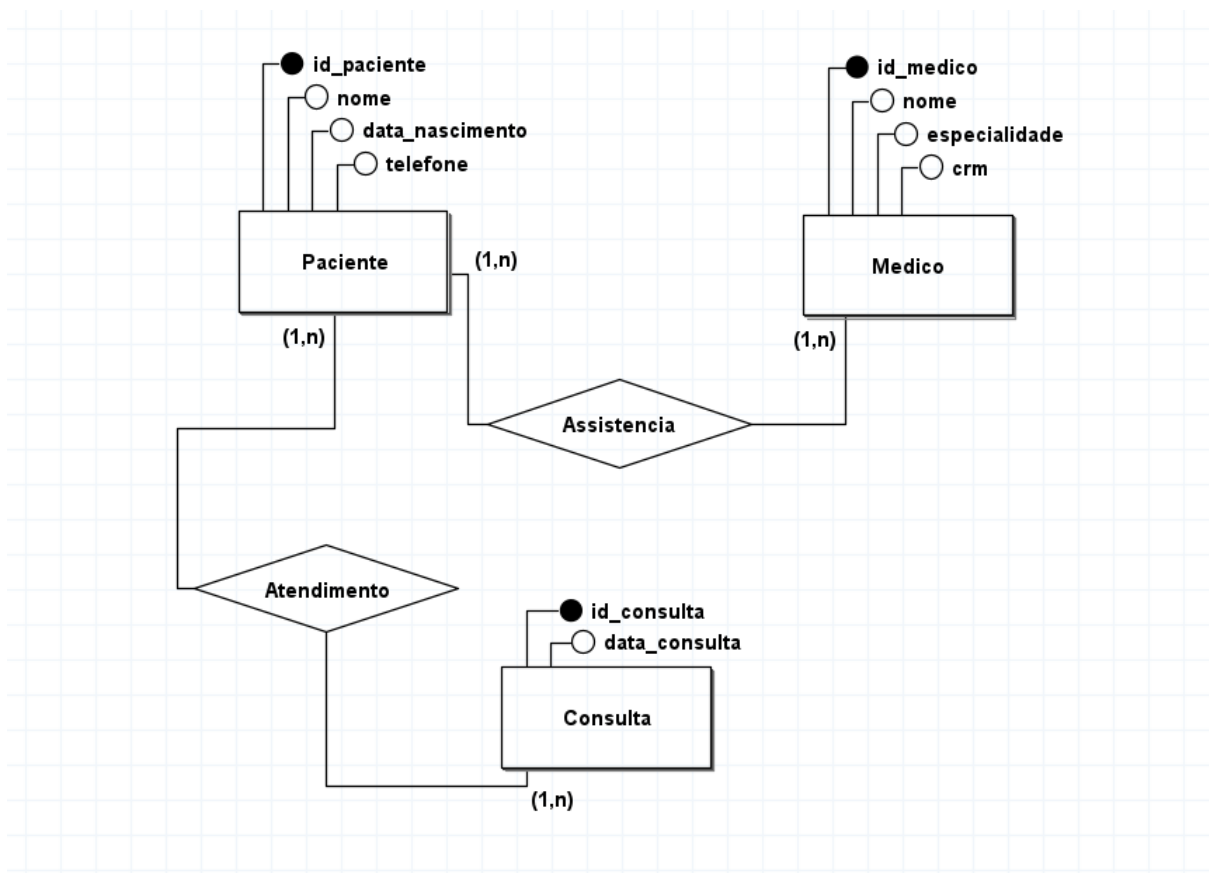 id_paciente
nome
data_nascimento
telefone
Paciente
(1,n)
(1,n)
id_medico
nome
especialidade
crm
Medico
(1,n)
Assistencia
Atendimento
id_consulta
data_consulta
Consulta
(1,n)